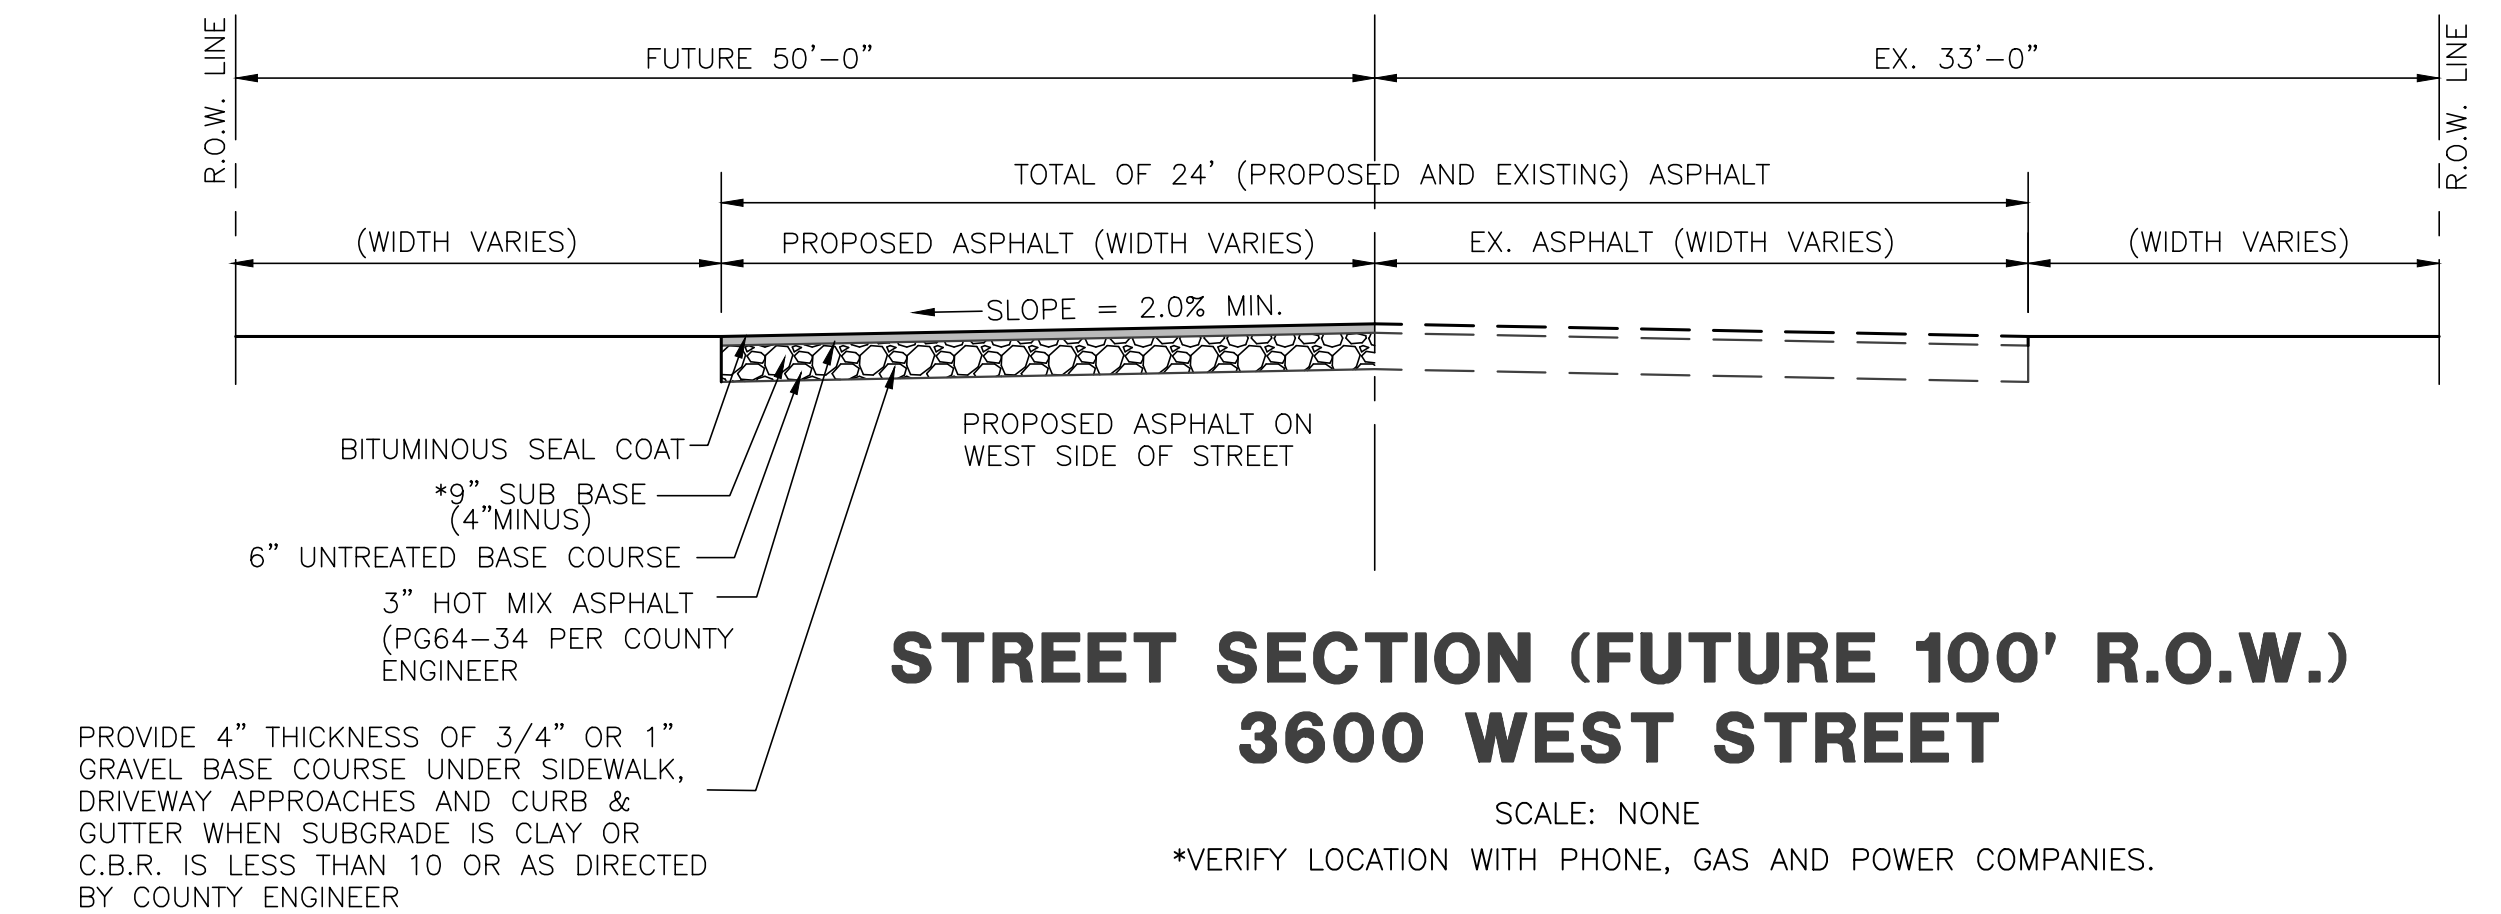 R.O.W. LINE
FUTURE 50'-0"
EX. 33'-0"
R.O.W. LINE
TOTAL OF 24' (PROPOSED AND EXISTING) ASPHALT
(WIDTH VARIES)
PROPOSED ASPHALT (WIDTH VARIES)
EX. ASPHALT (WIDTH VARIES)
(WIDTH VARIES)
SLOPE = 2.0% MIN.
PROPOSED ASPHALT ON
WEST SIDE OF STREET
BITUMINOUS SEAL COAT
*9" SUB BASE
(4"MINUS)
6" UNTREATED BASE COURSE
3" HOT MIX ASPHALT
(PG64-34 PER COUNTY
ENGINEER
PROVIDE 4" THICKNESS OF 3/4" OR 1"
GRAVEL BASE COURSE UNDER SIDEWALK,
DRIVEWAY APPROACHES AND CURB &
GUTTER WHEN SUBGRADE IS CLAY OR
C.B.R. IS LESS THAN 10 OR AS DIRECTED
BY COUNTY ENGINEER
STREET SECTION (FUTURE 100' R.O.W.)
3600 WEST STREET
SCALE: NONE
*VERIFY LOCATION WITH PHONE, GAS AND POWER COMPANIES.